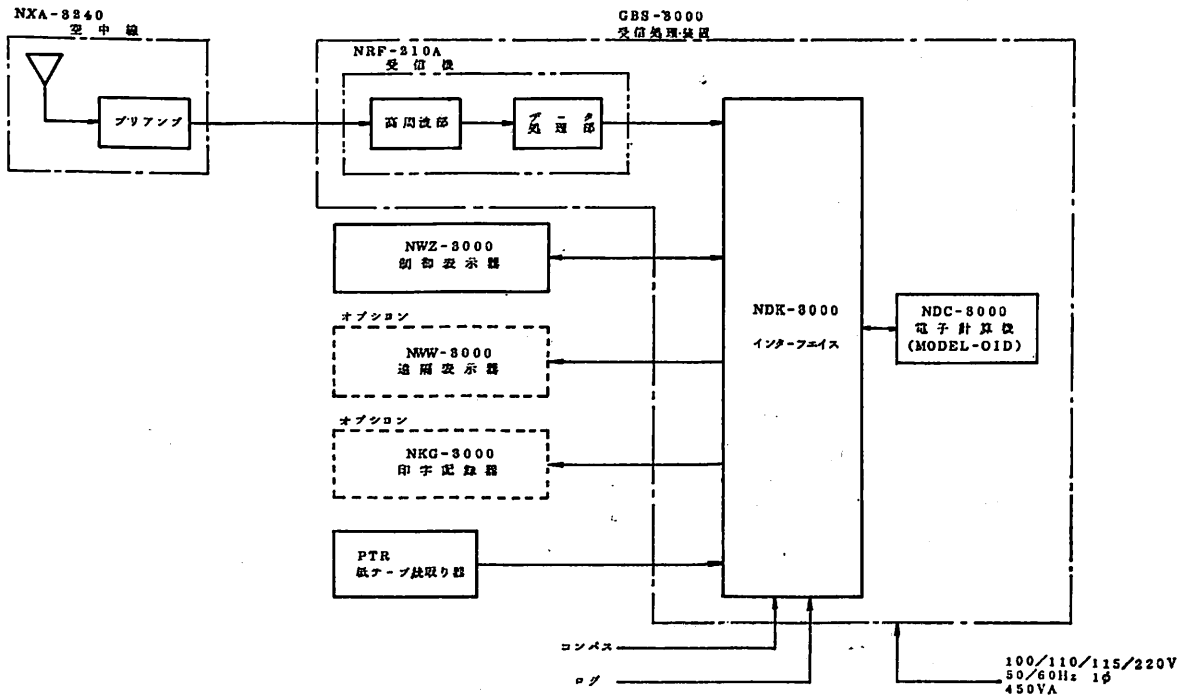 NXA-3240
空中線
プリアンプ
GBS-3000
受信処理装置
NRF-210A
受信機
高周波部
データ
処理部
NWZ-3000
制御表示器
オプション
NWW-3000
遠隔表示器
オプション
NKG-3000
印字記録器
PTR
紙テープ読取り器
NDK-3000
インターフェイス
NDC-3000
電子計算機
(MODEL-OID)
コンパス
ログ
100/110/115/220V
50/60Hz 1φ
450VA